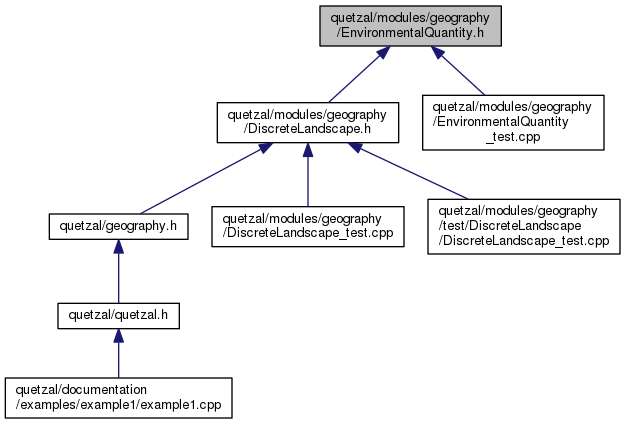 quetzal/modules/geography
/EnvironmentalQuantity.h
quetzal/modules/geography
/DiscreteLandscape.h
quetzal/modules/geography
/EnvironmentalQuantity
_test.cpp
quetzal/geography.h
quetzal/modules/geography
/DiscreteLandscape_test.cpp
quetzal/modules/geography
/test/DiscreteLandscape
/DiscreteLandscape_test.cpp
quetzal/quetzal.h
quetzal/documentation
/examples/example1/example1.cpp